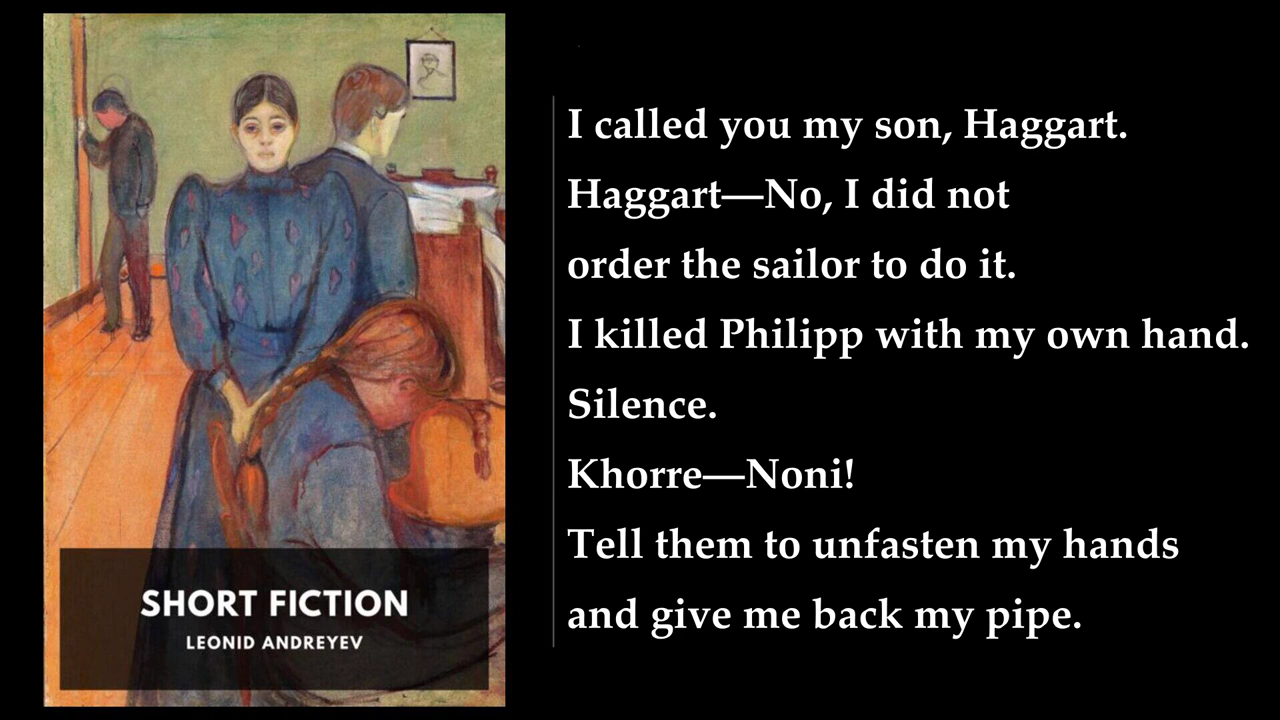 SHORT FICTION
LEONID ANDREYEV
I called you my son, Haggart.
Haggart—No, I did not
order the sailor to do it.
I killed Philipp with my own hand.
Silence.
Khorre—Noni!
Tell them to unfasten my hands
and give me back my pipe.